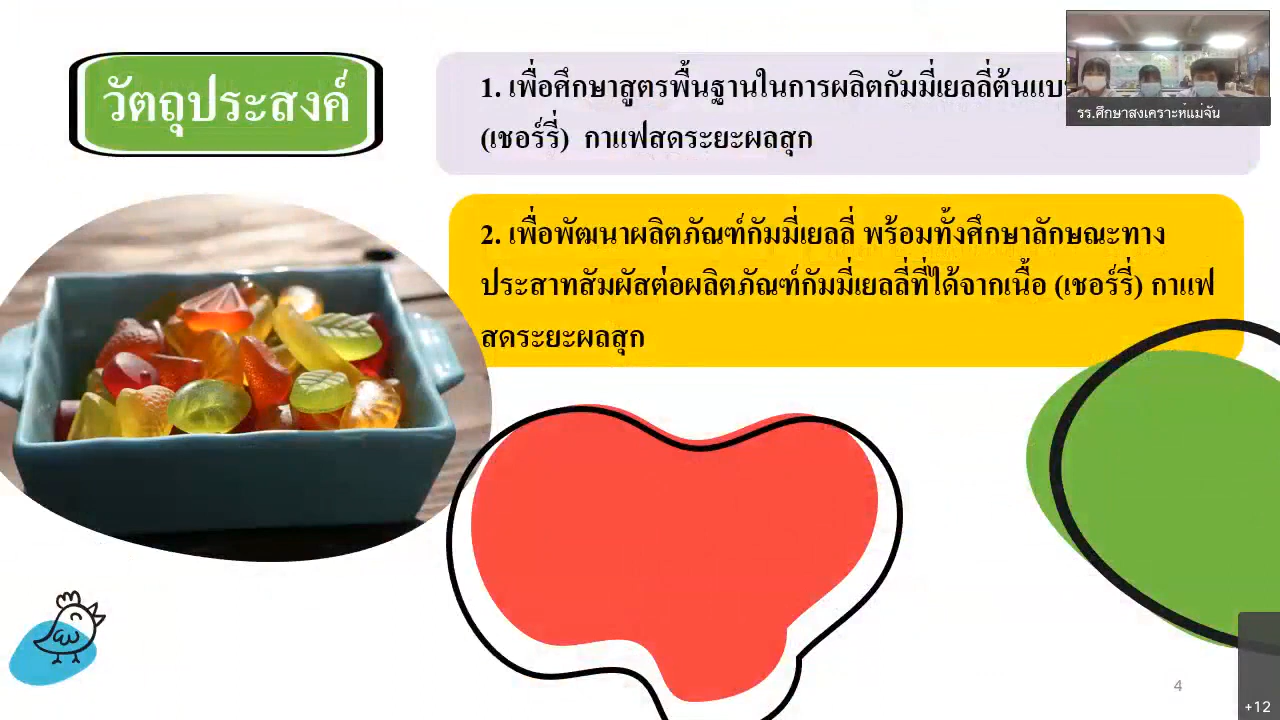 วัตถุประสงค์
1. เพื่อศึกษาสูตรพื้นฐานในการผลิตกัมมี่เยลลี่ต้นแบบ
(เชอร์รี่) กาแฟสดระยะผลสุก
รร.ศึกษาสงเคราะห์แม่จัน
2. เพื่อพัฒนาผลิตภัณฑ์กัมมี่เยลลี่ พร้อมทั้งศึกษาลักษณะทาง
ประสาทสัมผัสต่อผลิตภัณฑ์กัมมี่เยลลี่ที่ได้จากเนื้อ (เชอร์รี่) กาแฟ
สดระยะผลสุก
4
+12